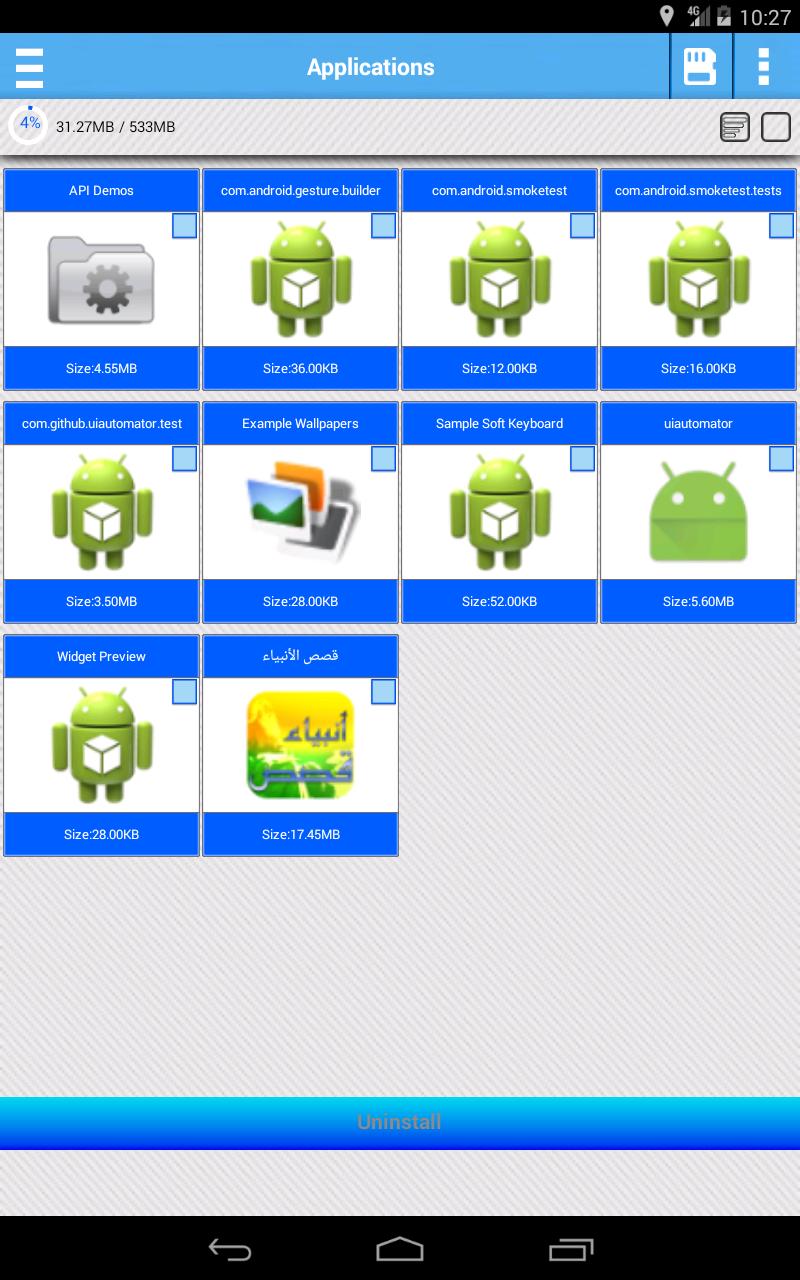 4G 10:27
Applications
4% 31.27MB / 533MB
API Demos
com.android.gesture.builder
com.android.smoketest
com.android.smoketest.tests
Size:4.55MB
Size:36.00KB
Size:12.00KB
Size:16.00KB
com.github.uiautomator.test
Example Wallpapers
Sample Soft Keyboard
uiautomator
Size:3.50MB
Size:28.00KB
Size:52.00KB
Size:5.60MB
Widget Preview
قصص الأنبياء
أنبياء
قصص
Size:28.00KB
Size:17.45MB
Uninstall